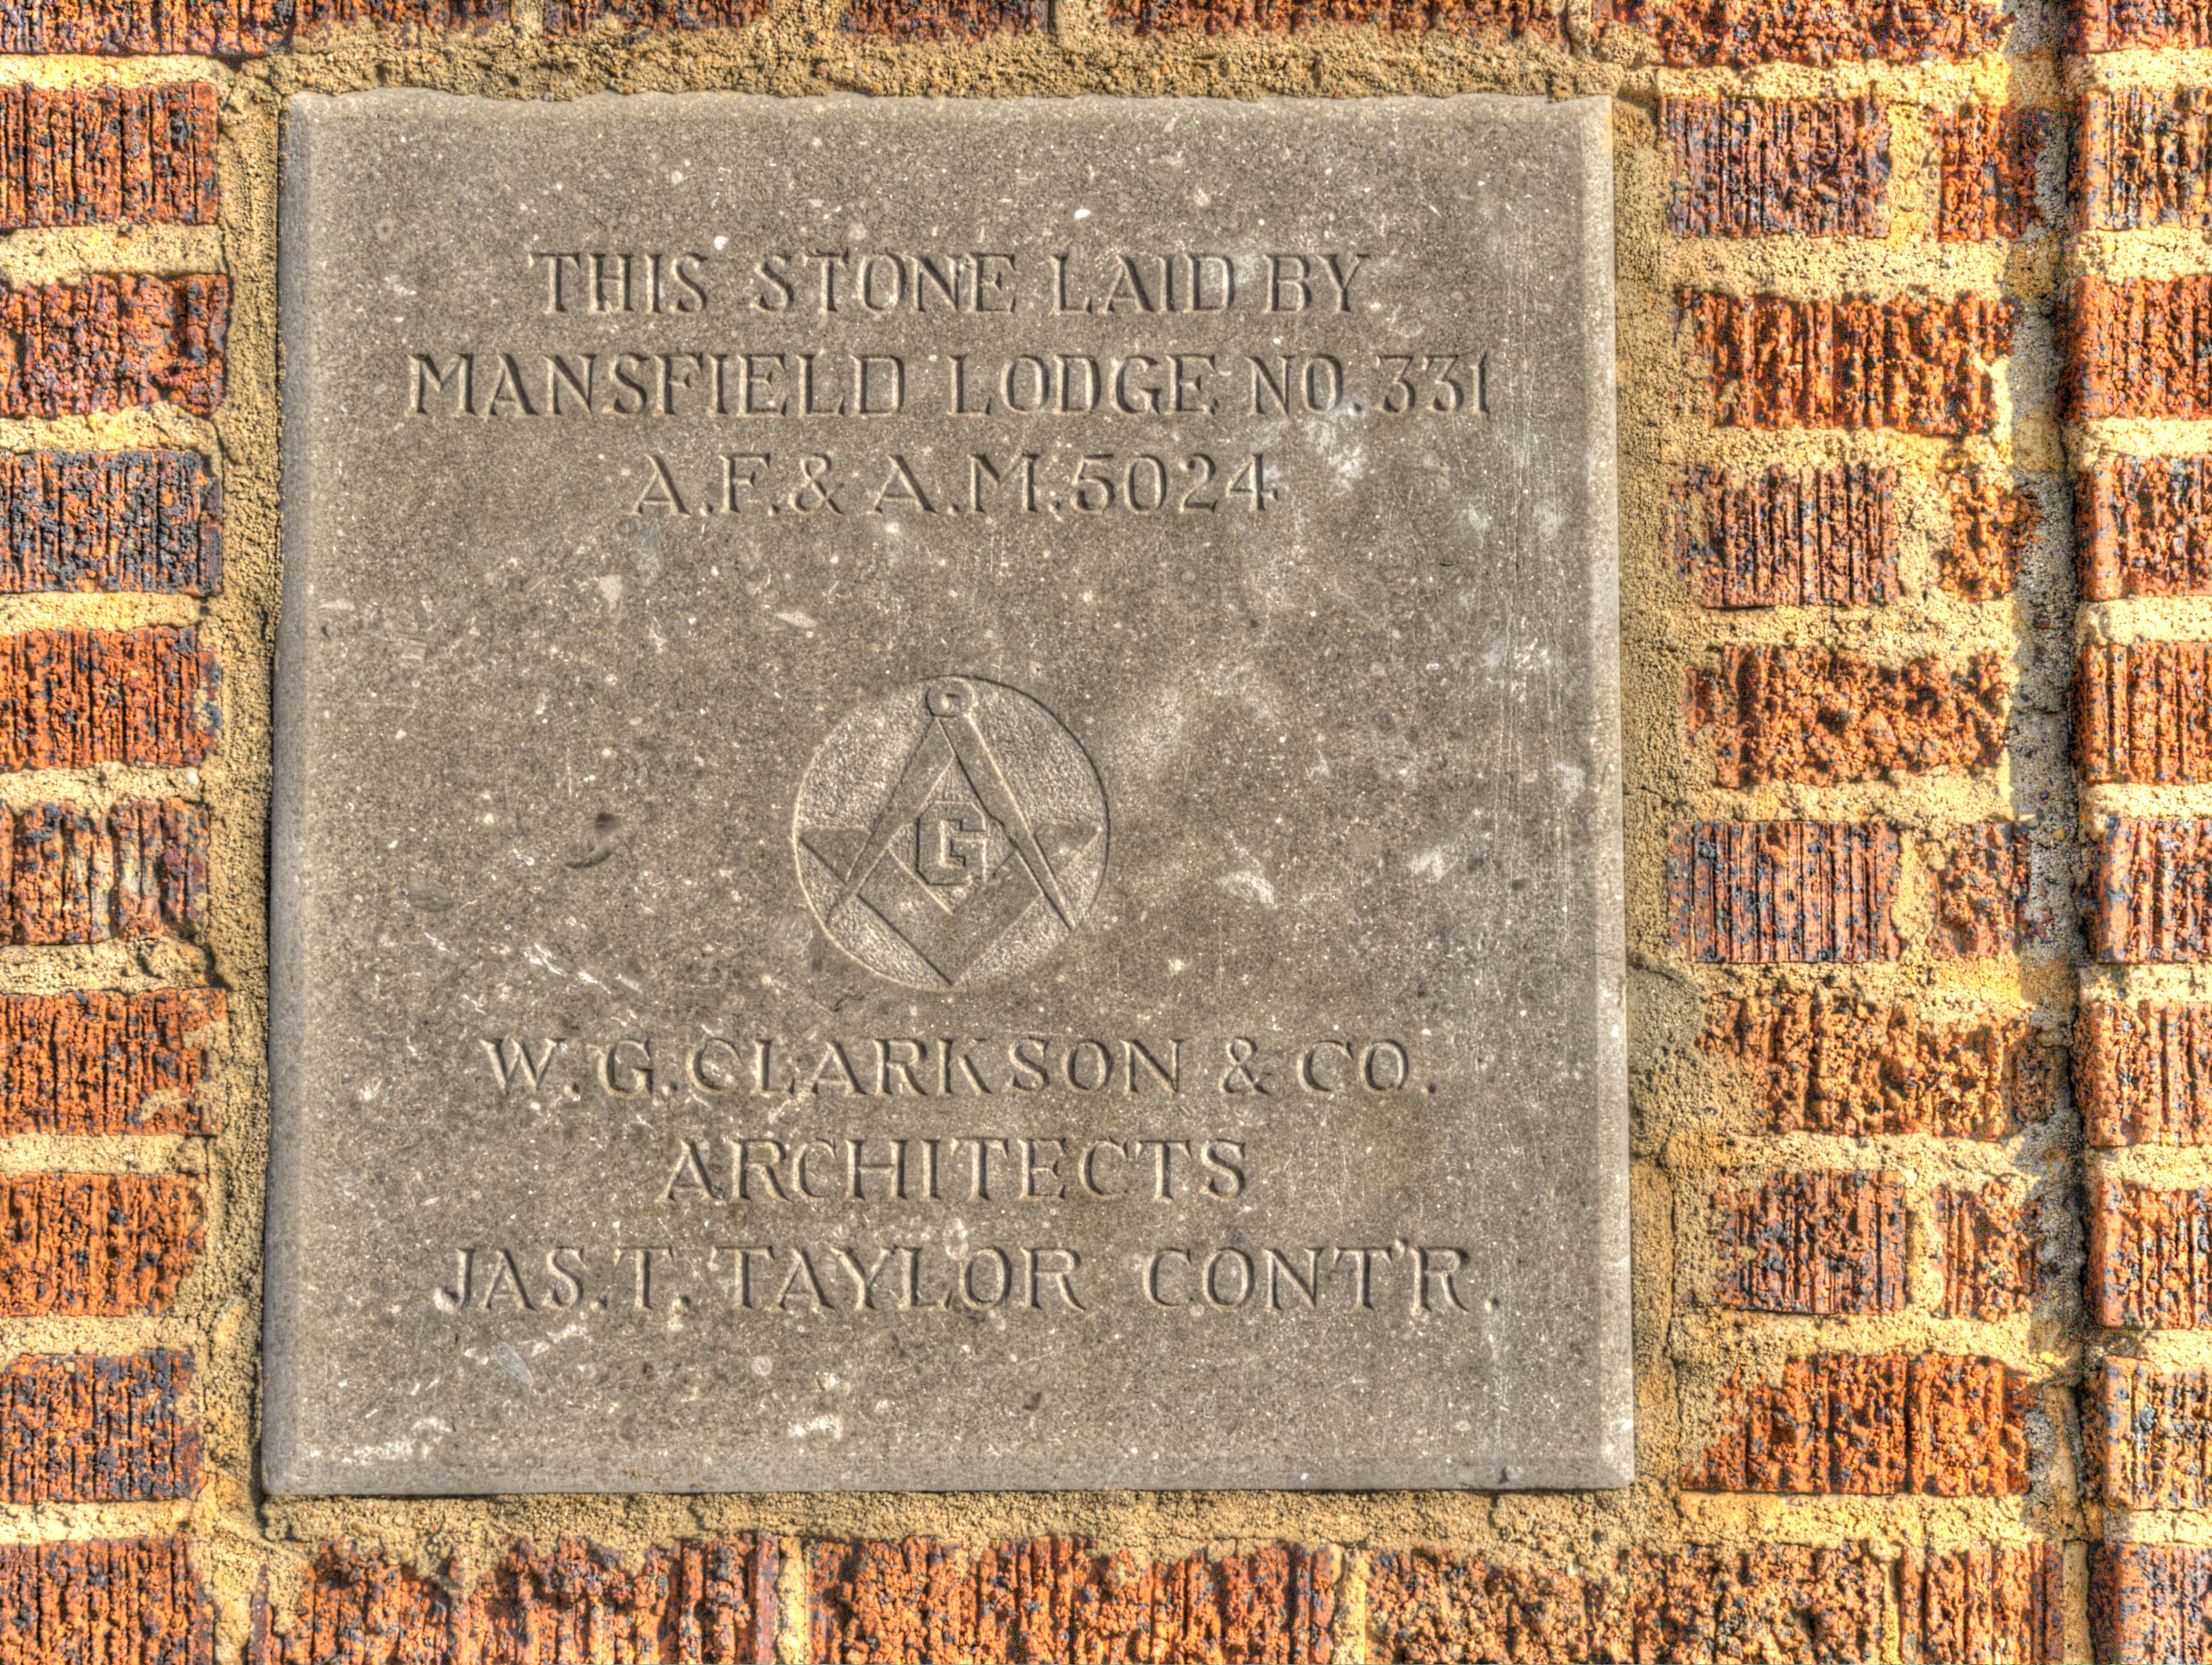 THIS STONE LAID BY
MANSFIELD LODGE NO. 331
A.F. & A.M. 5024
G
W. G. CLARKSON & CO.
ARCHITECTS
JAS. T. TAYLOR CONT'R.